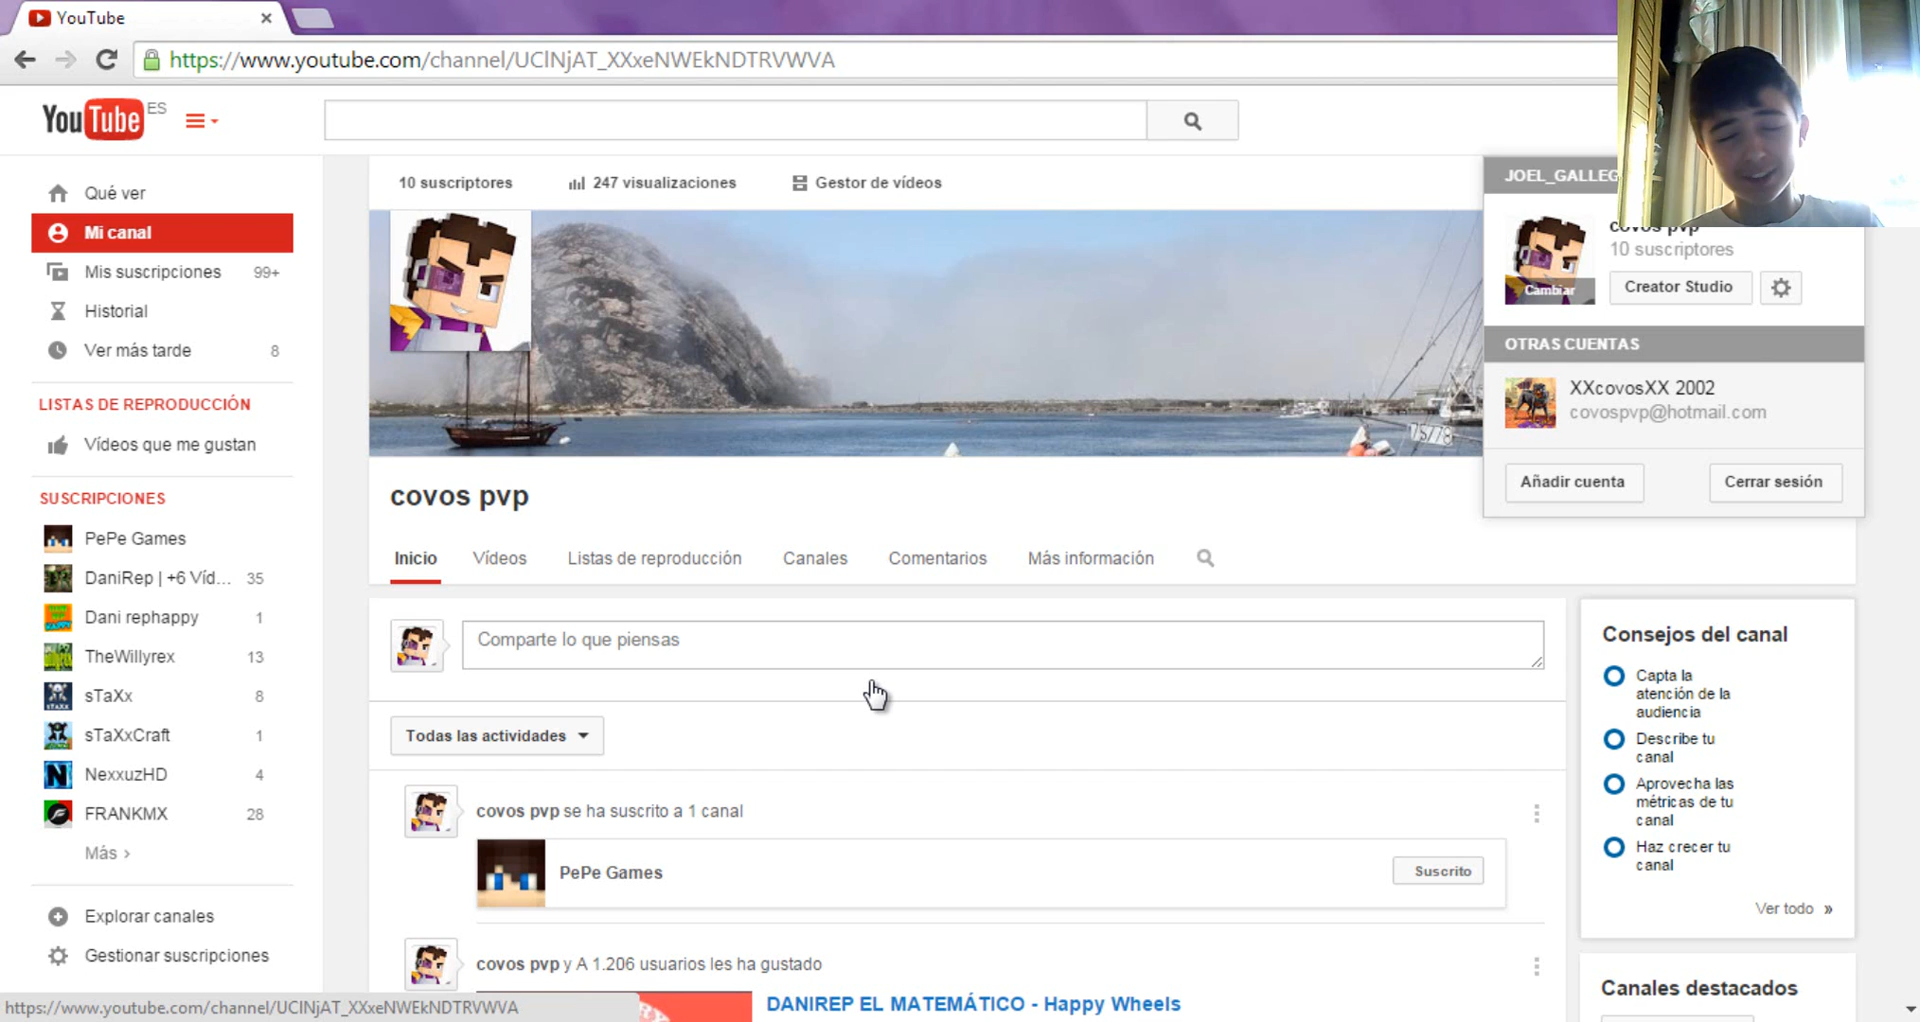 YouTube
https://www.youtube.com/channel/UClNjAT_XXxeNWEkNDTRVWVA
YouTube ES
Qué ver
Mi canal
Mis suscripciones 99+
Historial
Ver más tarde 8
LISTAS DE REPRODUCCIÓN
Vídeos que me gustan
SUSCRIPCIONES
PePe Games
DaniRep | +6 Víd... 35
Dani rephappy 1
TheWillyrex 13
sTaXx 8
sTaXxCraft 1
NexxuzHD 4
FRANKMX 28
Más ›
Explorar canales
Gestionar suscripciones
https://www.youtube.com/channel/UClNjAT_XXxeNWEkNDTRVWVA
10 suscriptores 247 visualizaciones Gestor de vídeos
75/78
covos pvp
Inicio Vídeos Listas de reproducción Canales Comentarios Más información
Comparte lo que piensas
Todas las actividades
covos pvp se ha suscrito a 1 canal
PePe Games Suscrito
covos pvp y A 1.206 usuarios les ha gustado
DANIREP EL MATEMÁTICO - Happy Wheels
JOEL_GALLEG
covos pvp
10 suscriptores
Cambiar
Creator Studio
OTRAS CUENTAS
XXcovosXX 2002
covospvp@hotmail.com
Añadir cuenta Cerrar sesión
Consejos del canal
Capta la
atención de la
audiencia
Describe tu
canal
Aprovecha las
métricas de tu
canal
Haz crecer tu
canal
Ver todo »
Canales destacados